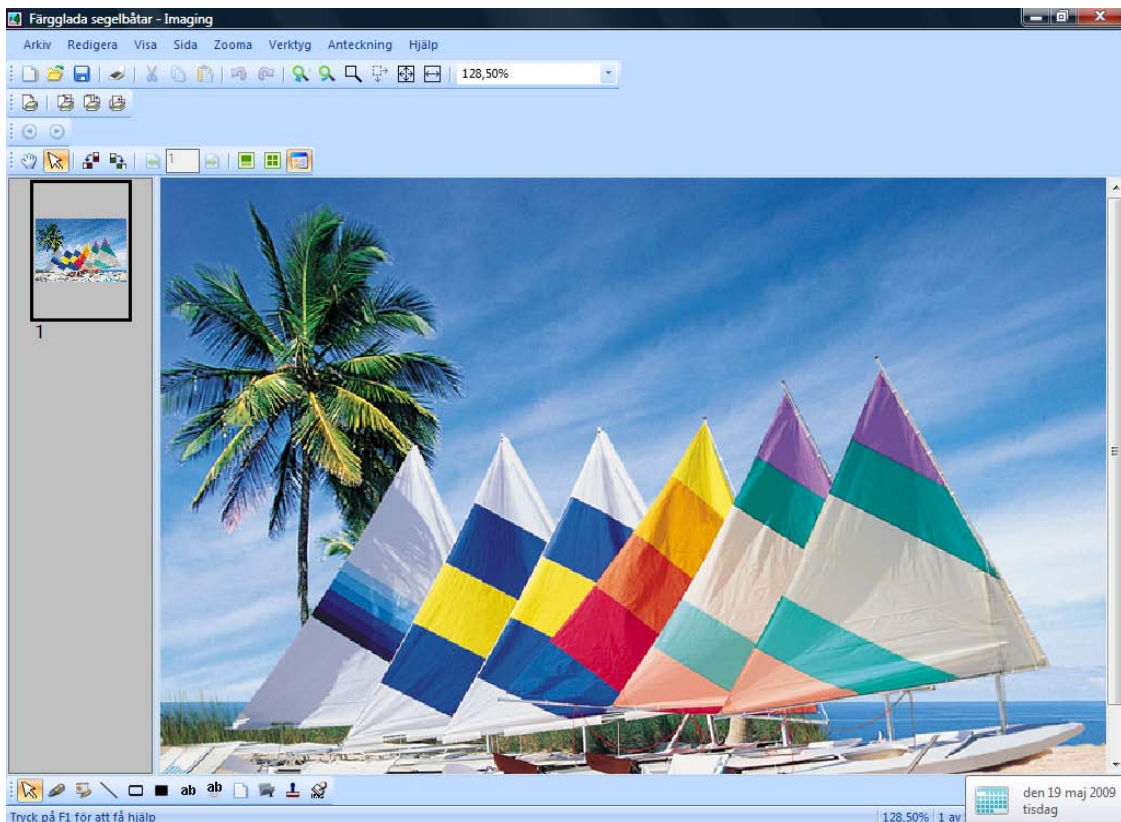 Färgglada segelbåtar - Imaging
Arkiv Redigera Visa Sida Zooma Verktyg Anteckning Hjälp
128,50%
1
1
ab ab
Tryck på F1 för att få hjälp
128,50% 1 av
den 19 maj 2009
tisdag